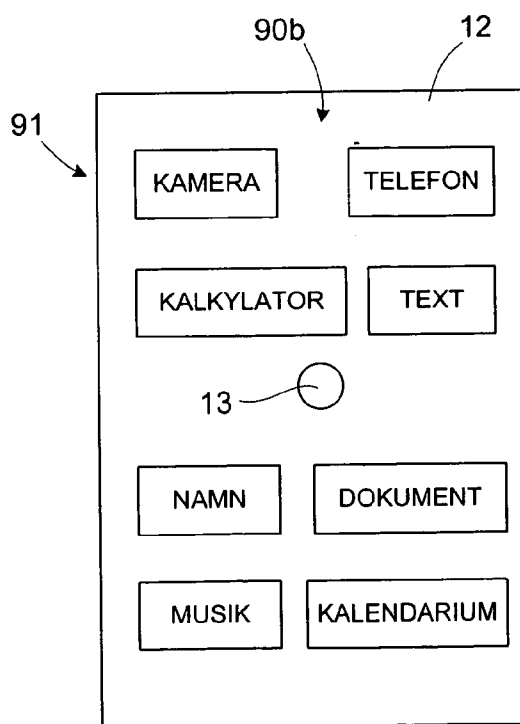 90b 12
91
KAMERA TELEFON
KALKYLATOR TEXT
13
NAMN DOKUMENT
MUSIK KALENDARIUM